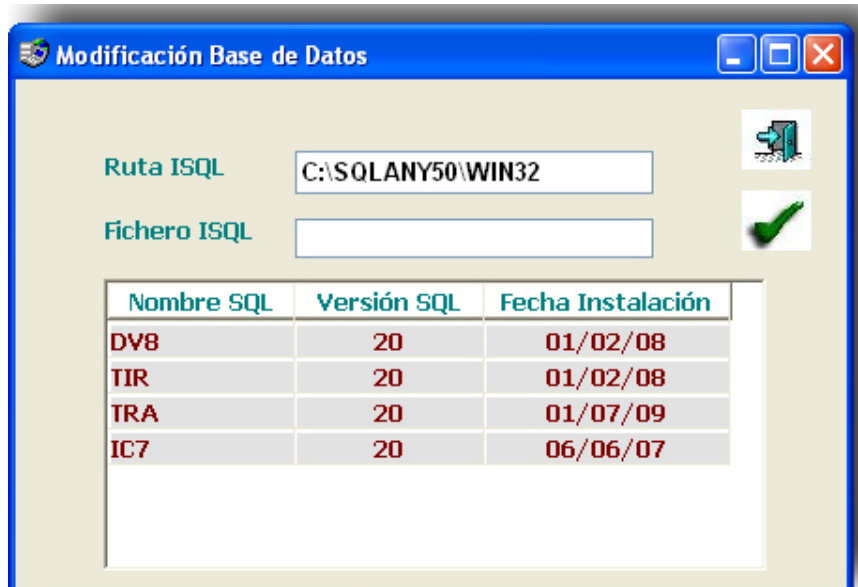 Modificación Base de Datos
Ruta ISQL C:\SQLANY50\WIN32
Fichero ISQL
Nombre SQL Versión SQL Fecha Instalación
DV8 20 01/02/08
TIR 20 01/02/08
TRA 20 01/07/09
IC7 20 06/06/07